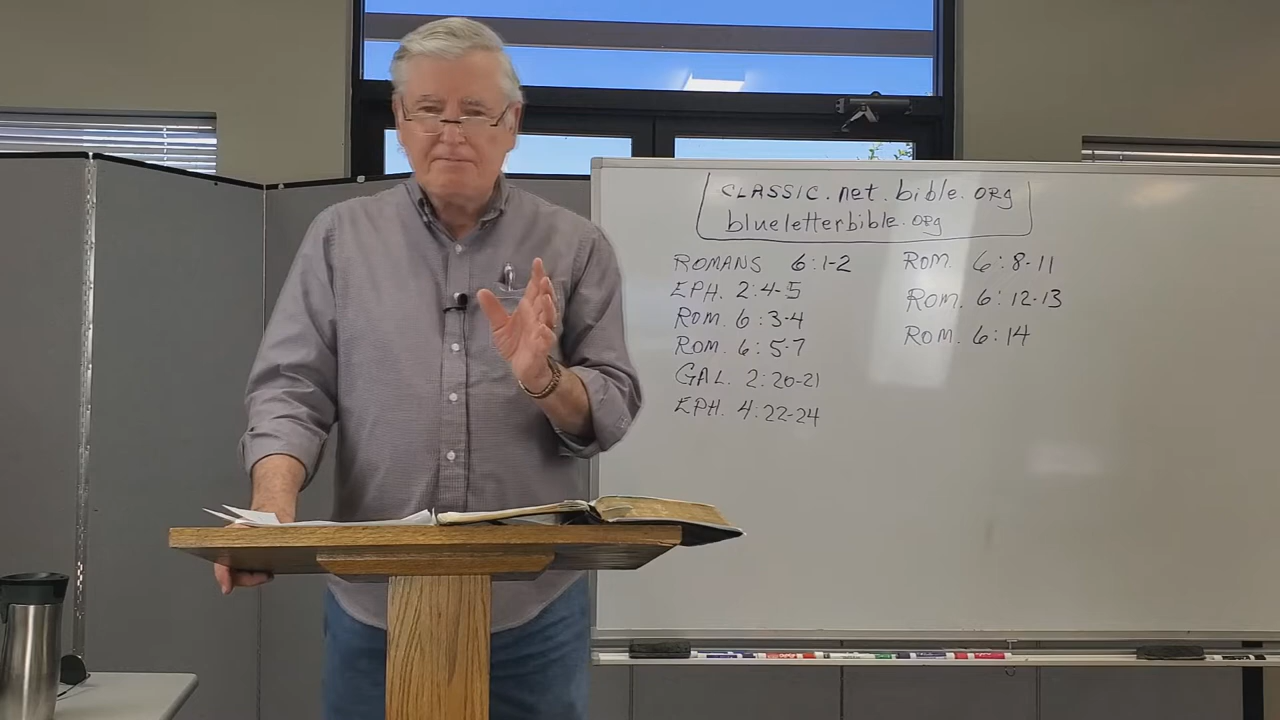 CLASSIC.net.bible.ORG
blueletterbible.org
ROMANS 6:1-2
EPH. 2:4-5
ROM. 6:3-4
ROM. 6:5-7
GAL. 2:20-21
EPH. 4:22-24
ROM. 6:8-11
ROM. 6:12-13
ROM. 6:14